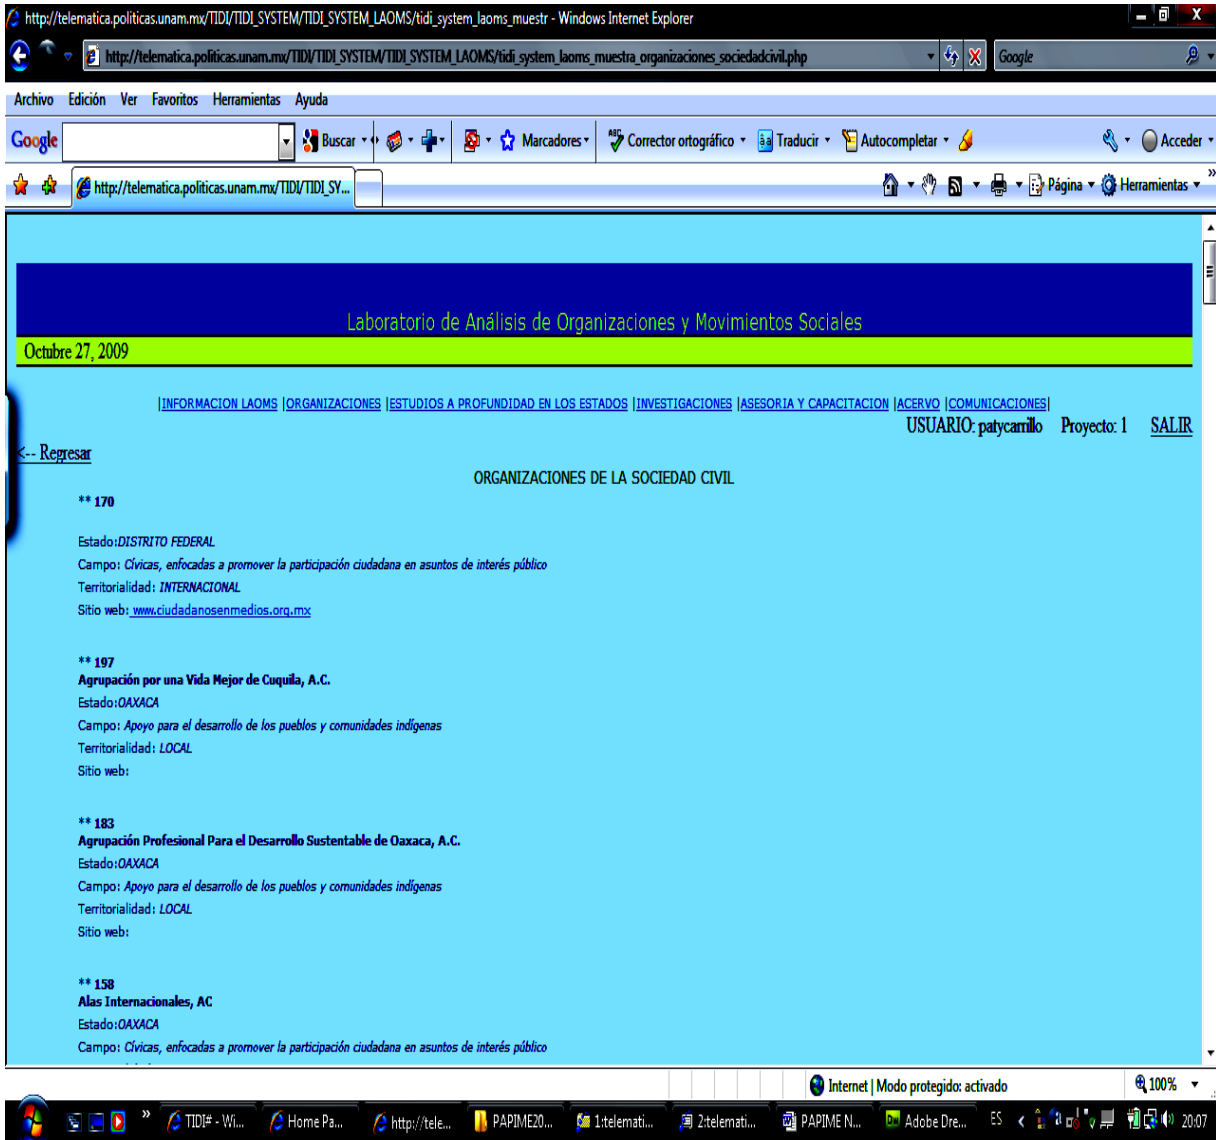 http://telematica.politicas.unam.mx/TIDI/TIDI_SYSTEM/TIDI_SYSTEM_LAOMS/tidi_system_laoms_muestr - Windows Internet Explorer
http://telematica.politicas.unam.mx/TIDI/TIDI_SYSTEM/TIDI_SYSTEM_LAOMS/tidi_system_laoms_muestra_organizaciones_sociedadcivil.php Google
Archivo Edición Ver Favoritos Herramientas Ayuda
Google Buscar Marcadores ABC Corrector ortográfico Traducir Autocompletar Acceder
http://telematica.politicas.unam.mx/TIDI/TIDI_SY... Página Herramientas »
Laboratorio de Análisis de Organizaciones y Movimientos Sociales
Octubre 27, 2009
|INFORMACION LAOMS |ORGANIZACIONES |ESTUDIOS A PROFUNDIDAD EN LOS ESTADOS |INVESTIGACIONES |ASESORIA Y CAPACITACION |ACERVO |COMUNICACIONES|
USUARIO: patycarrillo Proyecto: 1 SALIR
<-- Regresar
ORGANIZACIONES DE LA SOCIEDAD CIVIL
** 170
Estado:DISTRITO FEDERAL
Campo: Cívicas, enfocadas a promover la participación ciudadana en asuntos de interés público
Territorialidad: INTERNACIONAL
Sitio web: www.ciudadanosenmedios.org.mx
** 197
Agrupación por una Vida Mejor de Cuquila, A.C.
Estado:OAXACA
Campo: Apoyo para el desarrollo de los pueblos y comunidades indígenas
Territorialidad: LOCAL
Sitio web:
** 183
Agrupación Profesional Para el Desarrollo Sustentable de Oaxaca, A.C.
Estado:OAXACA
Campo: Apoyo para el desarrollo de los pueblos y comunidades indígenas
Territorialidad: LOCAL
Sitio web:
** 158
Alas Internacionales, AC
Estado:OAXACA
Campo: Cívicas, enfocadas a promover la participación ciudadana en asuntos de interés público
Internet | Modo protegido: activado 100%
» TIDI# - Wi... Home Pa... http://tele... PAPIME20... 1:telemati... 2:telemati... PAPIME N... Adobe Dre... ES 20:07